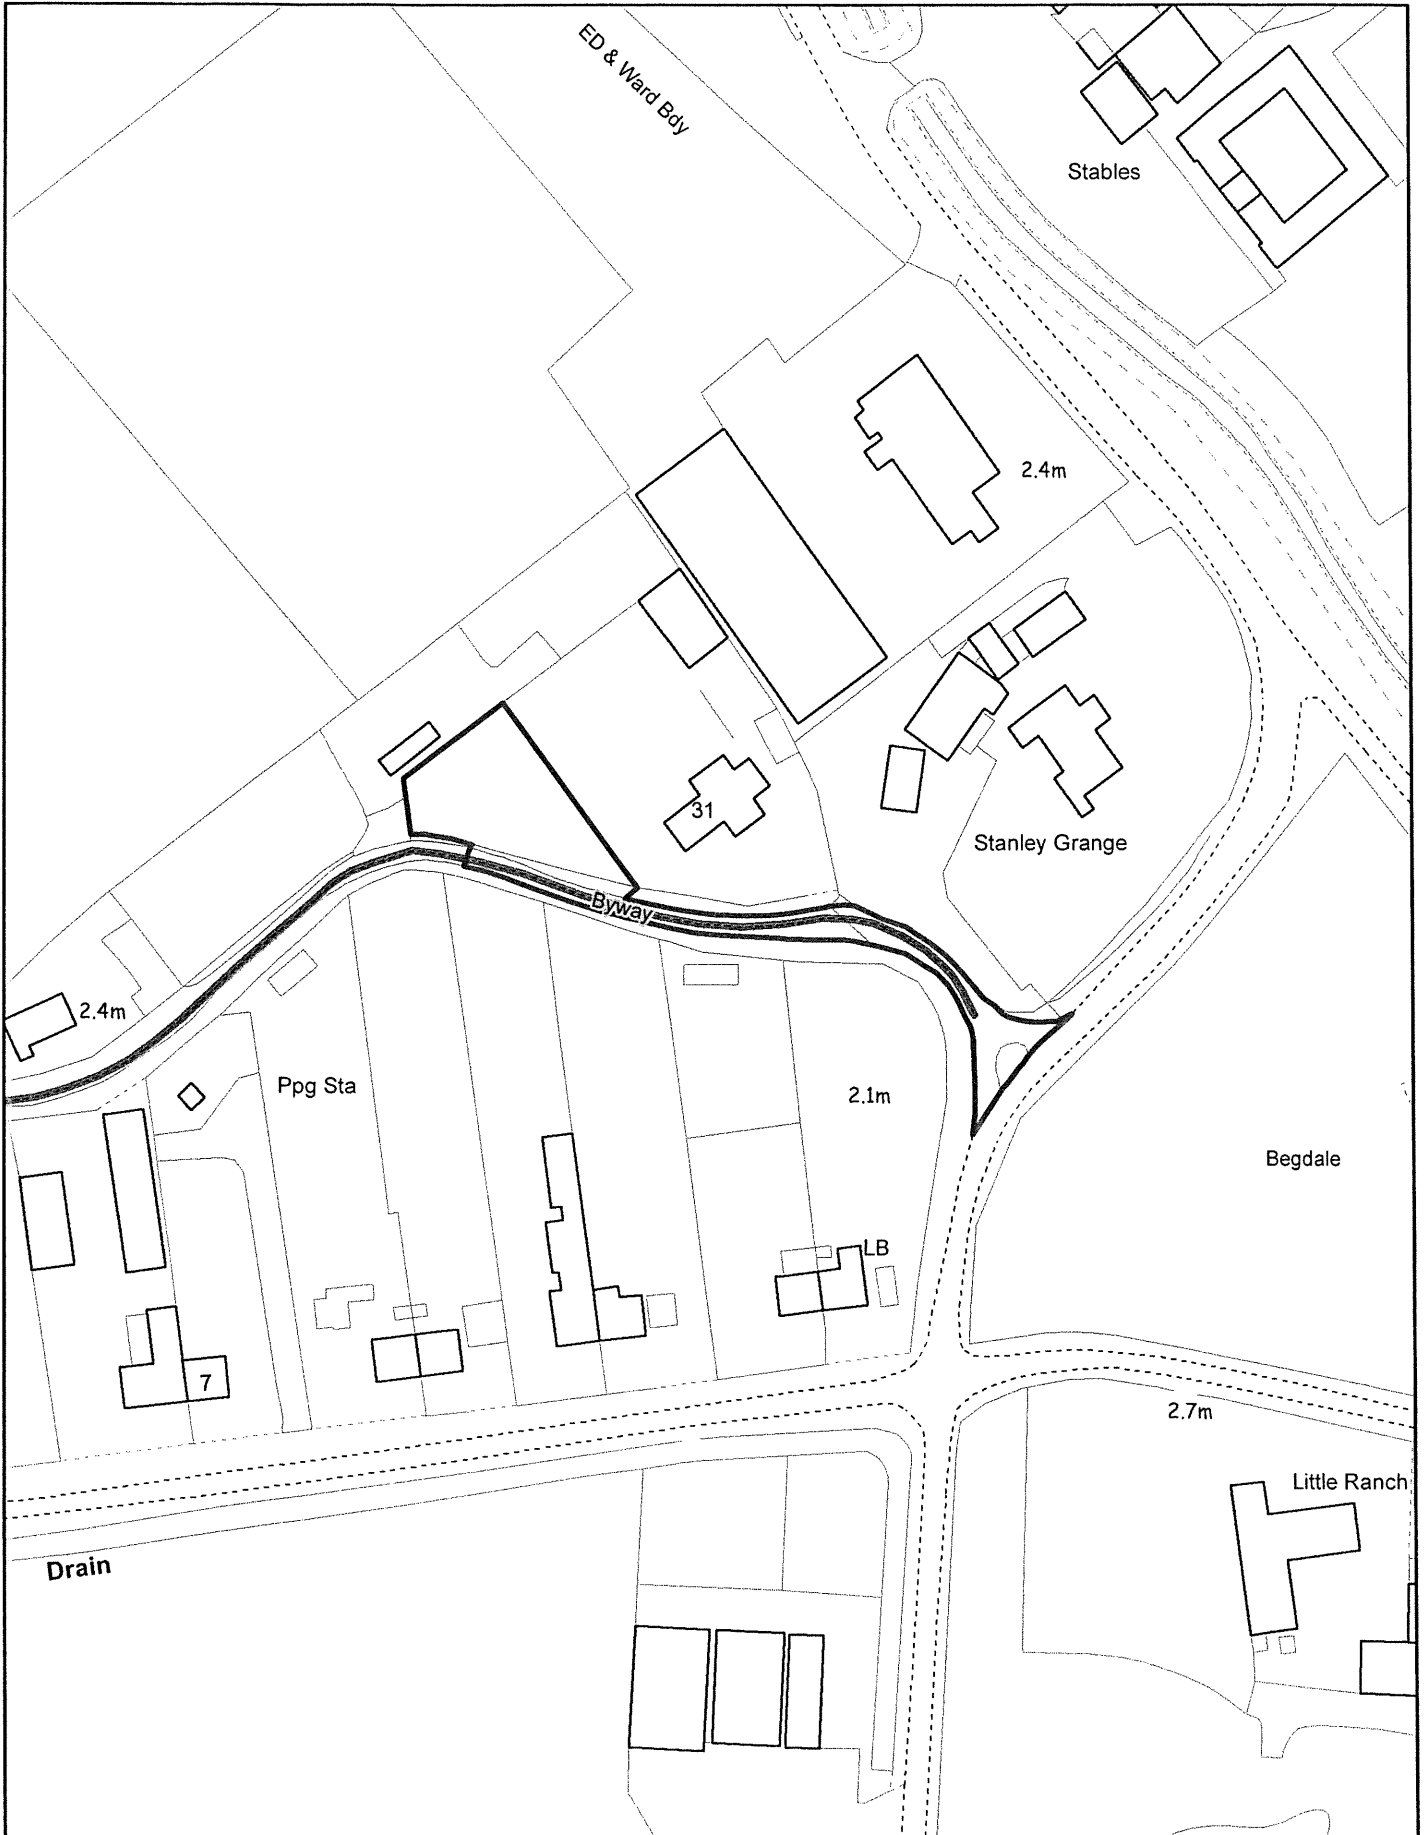 ED & Ward Bdy
Stables
2.4m
31
Stanley Grange
Byway
2.4m
Ppg Sta
2.1m
Begdale
LB
7
2.7m
Little Ranch
Drain